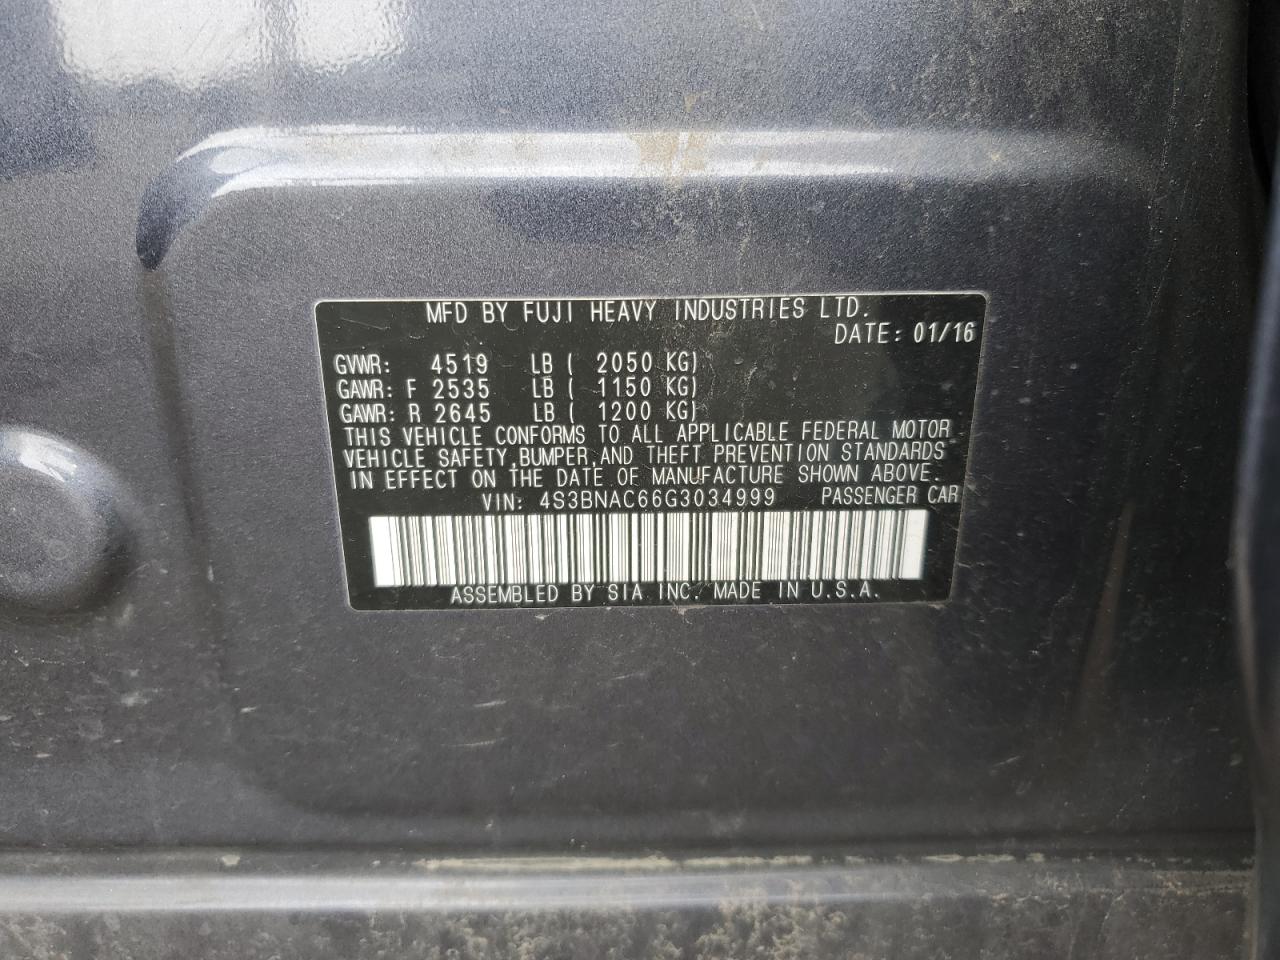 MFD BY FUJI HEAVY INDUSTRIES LTD.
DATE: 01/16
GVWR: 4519 LB ( 2050 KG)
GAWR: F 2535 LB ( 1150 KG)
GAWR: R 2645 LB ( 1200 KG)
THIS VEHICLE CONFORMS TO ALL APPLICABLE FEDERAL MOTOR
VEHICLE SAFETY,BUMPER,AND THEFT PREVENTION STANDARDS
IN EFFECT ON THE DATE OF MANUFACTURE SHOWN ABOVE.
VIN: 4S3BNAC66G3034999 PASSENGER CAR
ASSEMBLED BY SIA INC. MADE IN U.S.A.